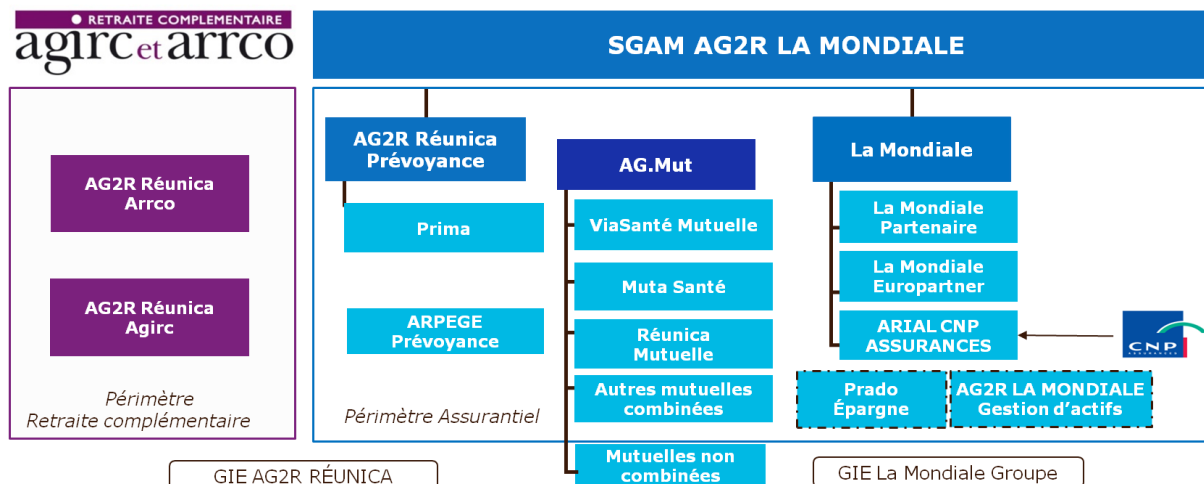 RETRAITE COMPLEMENTAIRE
agirc et arrco
SGAM AG2R LA MONDIALE
AG2R Réunica
Arrco
AG2R Réunica
Agirc
Périmètre
Retraite complémentaire
AG2R Réunica
Prévoyance
Prima
ARPEGE
Prévoyance
Périmètre Assurantiel
AG.Mut
ViaSanté Mutuelle
Muta Santé
Réunica
Mutuelle
Autres mutuelles
combinées
Mutuelles non
combinées
La Mondiale
La Mondiale
Partenaire
La Mondiale
Europartner
ARIAL CNP
ASSURANCES
CNP
ASSURANCES
Prado
Épargne
AG2R LA MONDIALE
Gestion d'actifs
GIE AG2R RÉUNICA
GIE La Mondiale Groupe